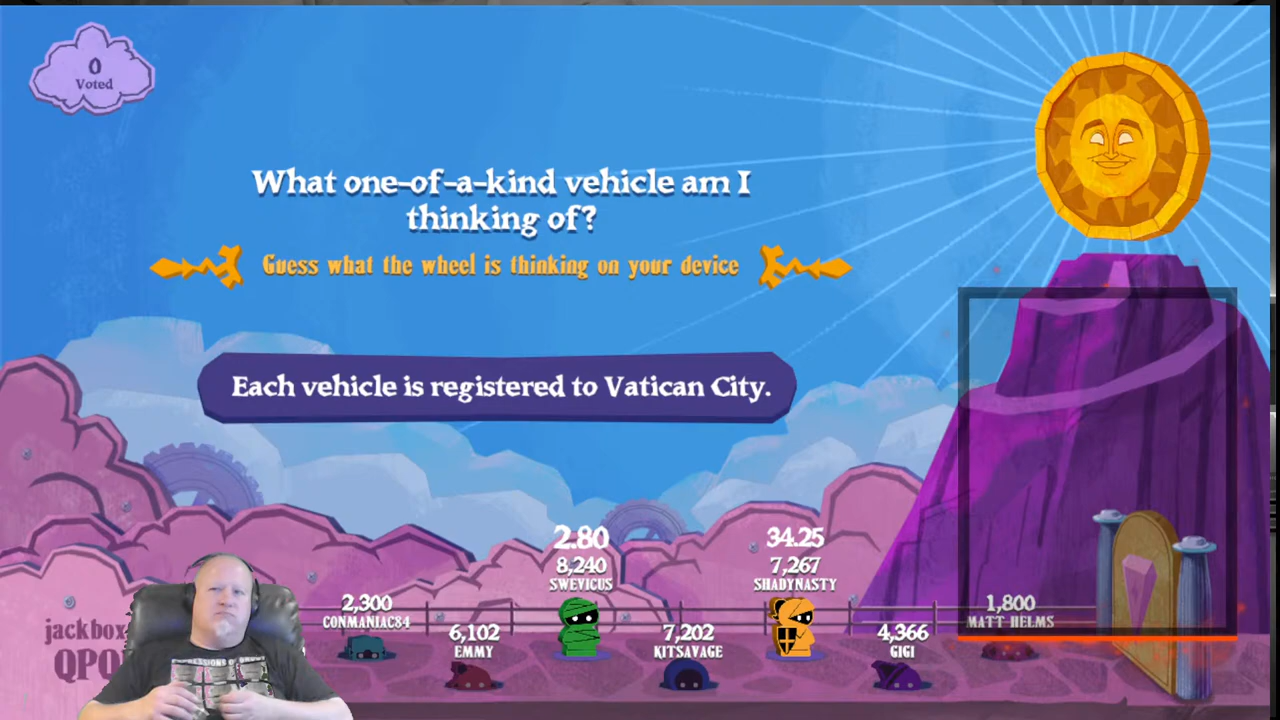 0
Voted
What one-of-a-kind vehicle am I
thinking of?
Guess what the wheel is thinking on your device
Each vehicle is registered to Vatican City.
2.80
34.25
8,240
7,267
SWEVICUS
SHADYNASTY
2,300
1,800
CONMANIAC84
MATT HELMS
6,102
7,202
4,366
EMMY
KITSAVAGE
GIGI
jackbox